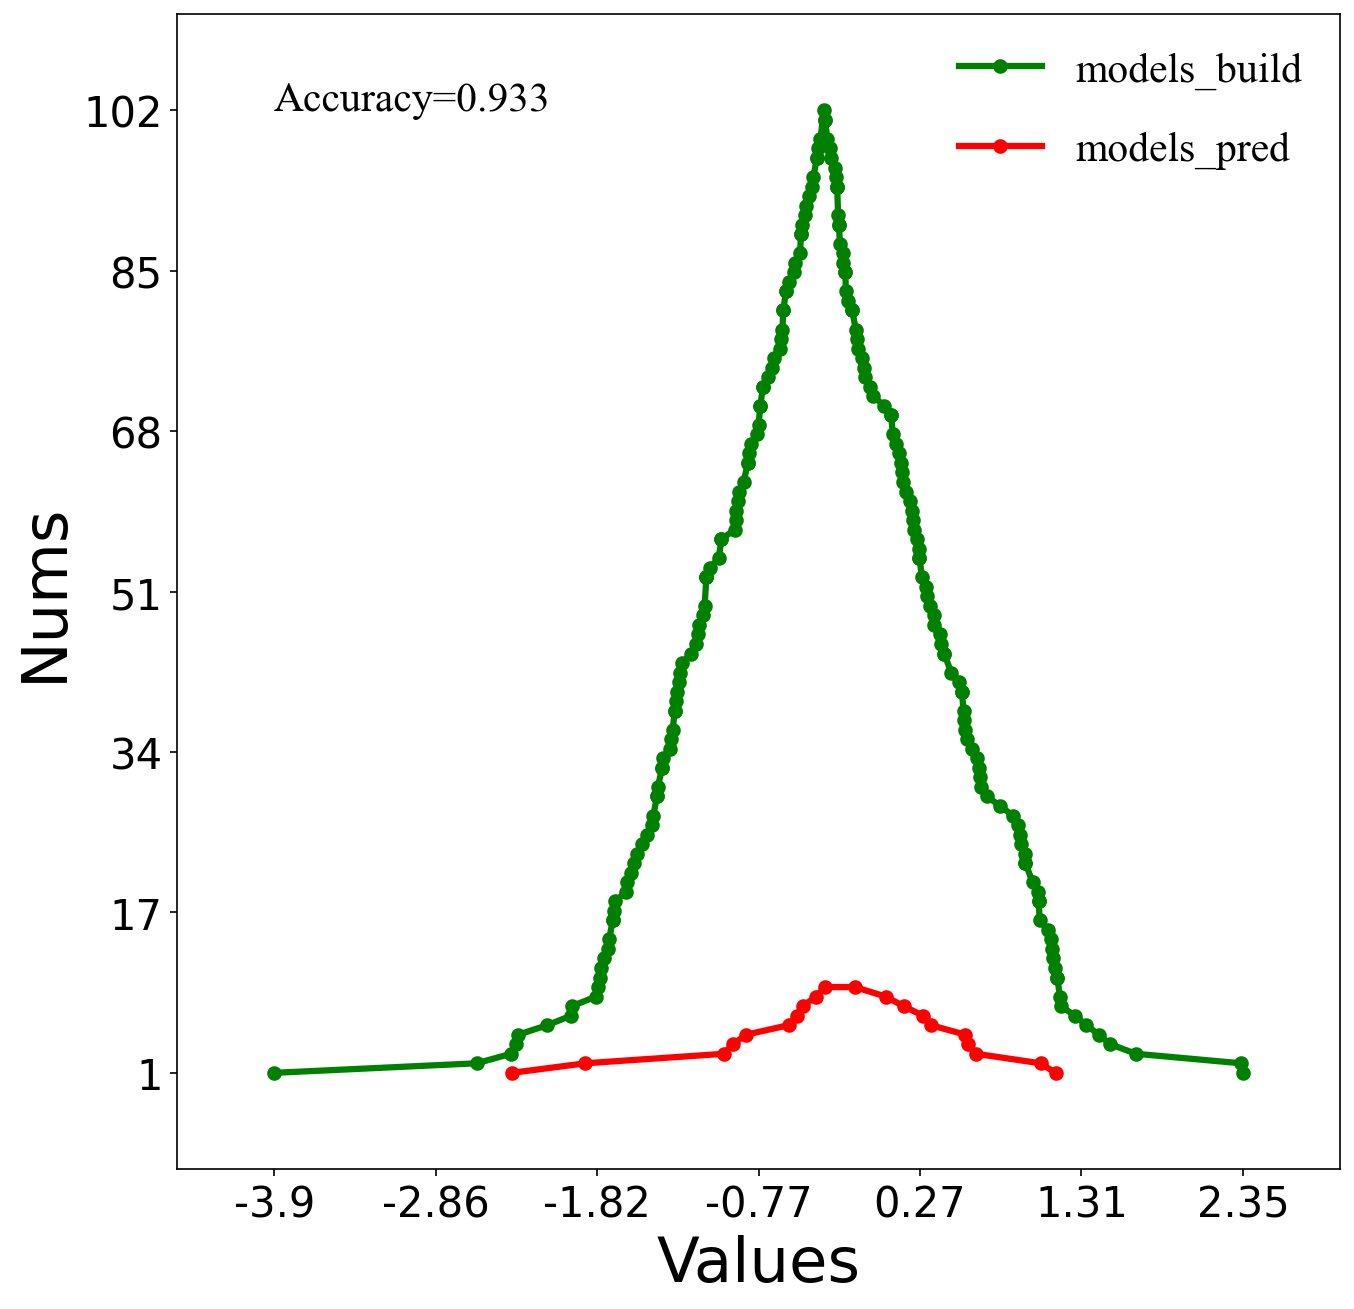 Accuracy=0.933
models_build
models_pred
Nums
102
85
68
51
34
17
1
-3.9 -2.86 -1.82 -0.77 0.27 1.31 2.35
Values